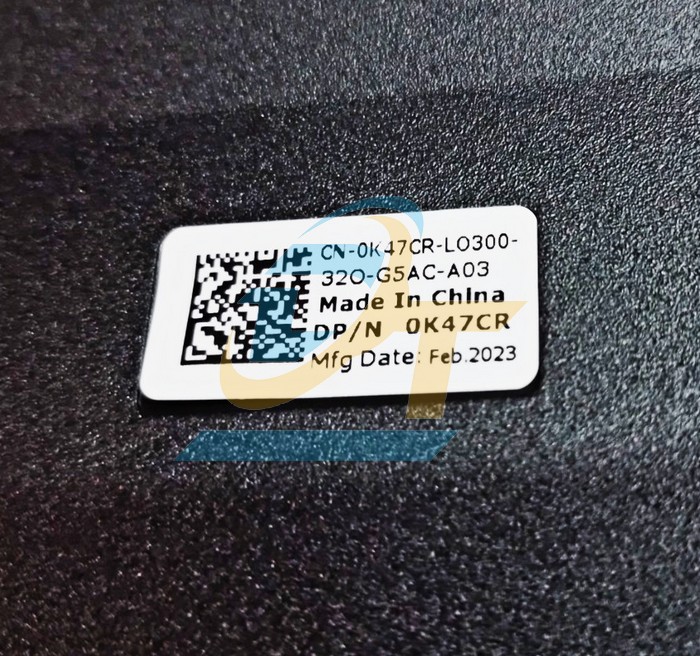 CN-0K47CR-LO300-
32O-G5AC-A03
Made In China
DP/N 0K47CR
Mfg Date: Feb.2023